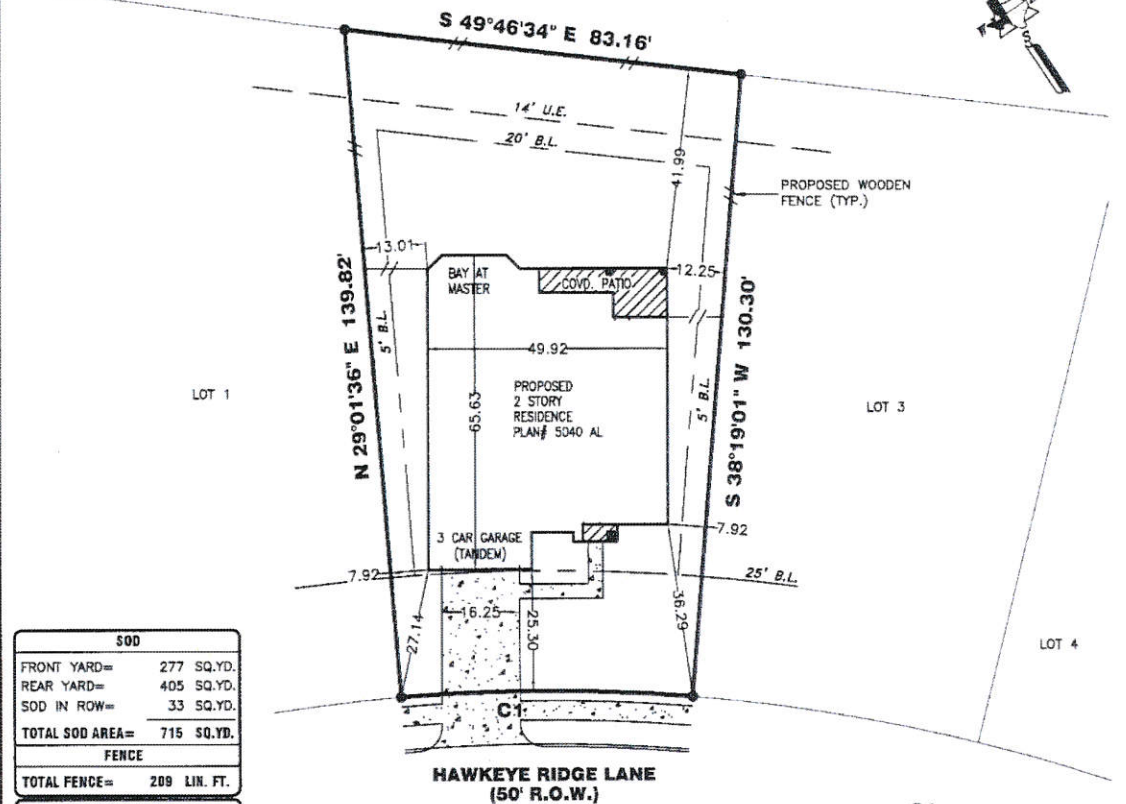 S 49°46'34" E 83.16'
S
14' U.E.
20' B.L.
41.99
PROPOSED WOODEN
FENCE (TYP.)
13.01
BAY AT
MASTER
COVD. PATIO
12.25
N 29°01'36" E 139.82'
5' B.L.
49.92
65.63
PROPOSED
2 STORY
RESIDENCE
PLAN# 5040 AL
5' B.L.
S 38°19'01" W 130.30'
LOT 1
LOT 3
3 CAR GARAGE
(TANDEM)
7.92
7.92
25' B.L.
27.14
16.25
25.30
36.29
LOT 4
C1
HAWKEYE RIDGE LANE
(50' R.O.W.)
SOD
FRONT YARD= 277 SQ.YD.
REAR YARD= 405 SQ.YD.
SOD IN ROW= 33 SQ.YD.
TOTAL SOD AREA= 715 SQ.YD.
FENCE
TOTAL FENCE= 209 LIN. FT.